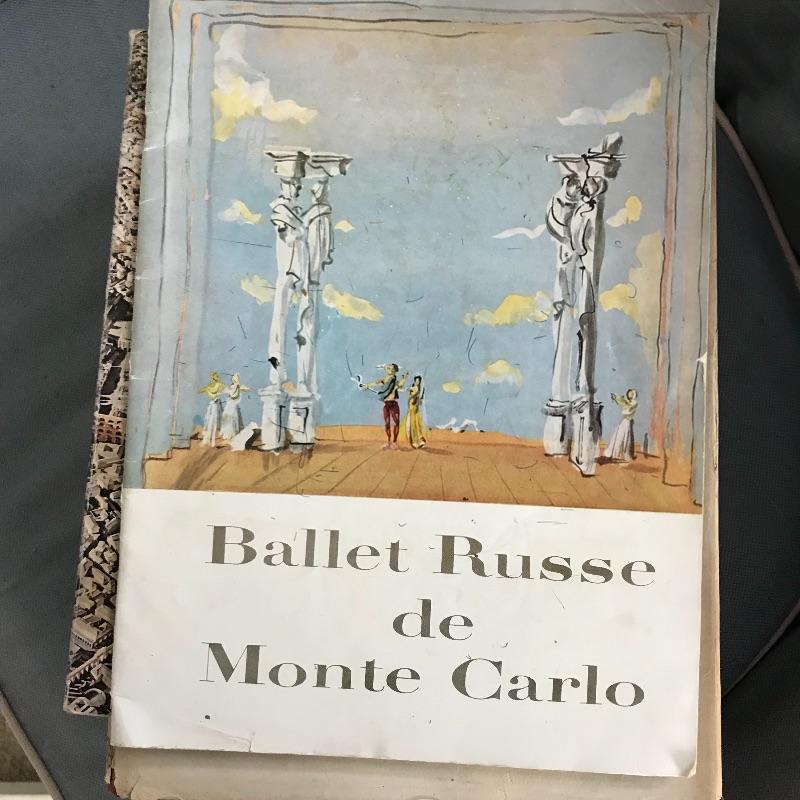 Ballet Russe
de
Monte Carlo